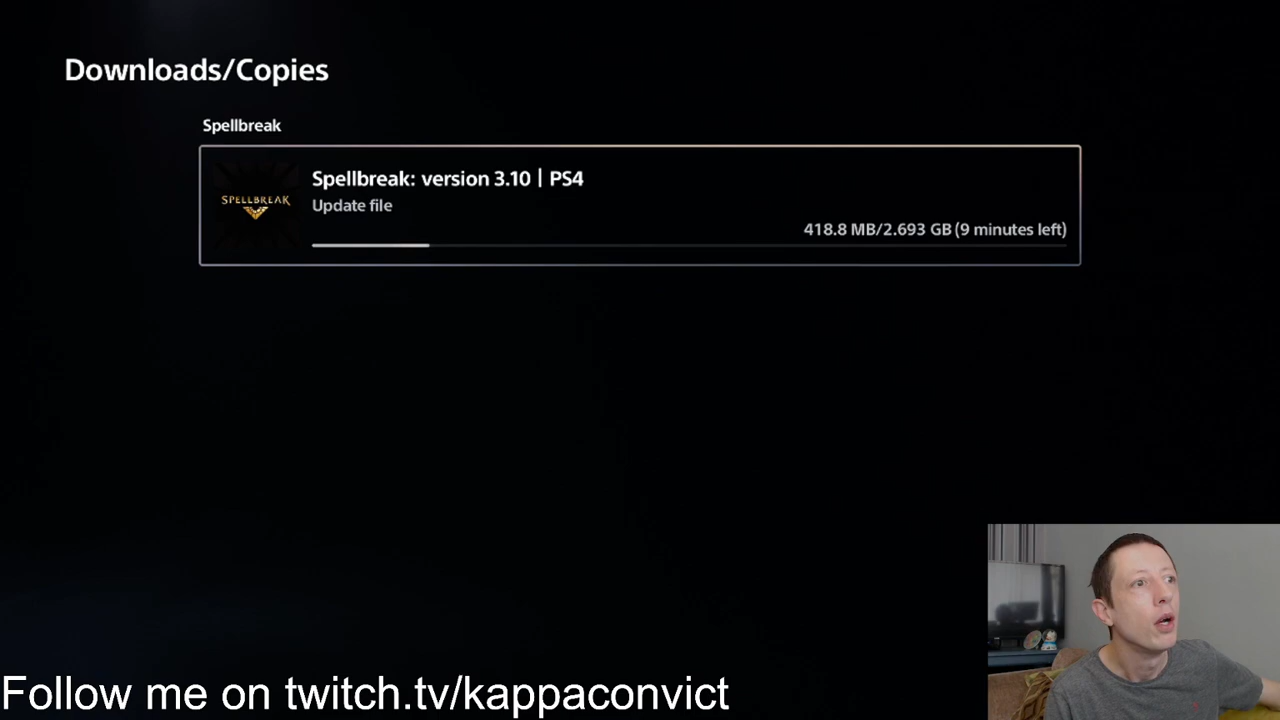 Downloads/Copies
Spellbreak
Spellbreak: version 3.10 | PS4
SPELLBREAK
Update file
418.8 MB/2.693 GB (9 minutes left)
Follow me on twitch.tv/kappaconvict